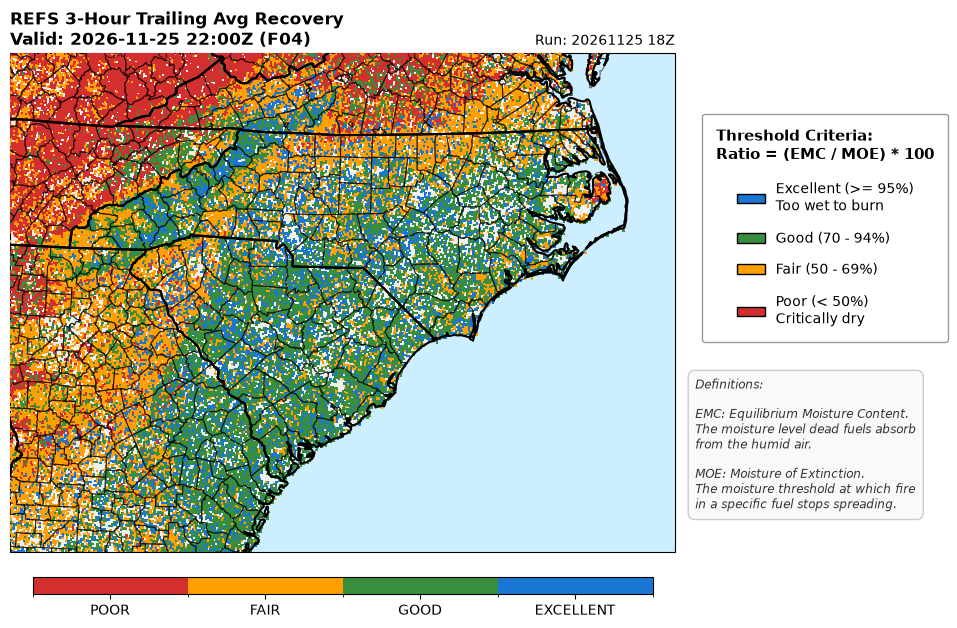 REFS 3-Hour Trailing Avg Recovery
Valid: 2026-11-25 22:00Z (F04)
Run: 20261125 18Z
Threshold Criteria:
Ratio = (EMC / MOE) * 100
Excellent (>= 95%)
Too wet to burn
Good (70 - 94%)
Fair (50 - 69%)
Poor (< 50%)
Critically dry
Definitions:
EMC: Equilibrium Moisture Content.
The moisture level dead fuels absorb
from the humid air.
MOE: Moisture of Extinction.
The moisture threshold at which fire
in a specific fuel stops spreading.
POOR
FAIR
GOOD
EXCELLENT